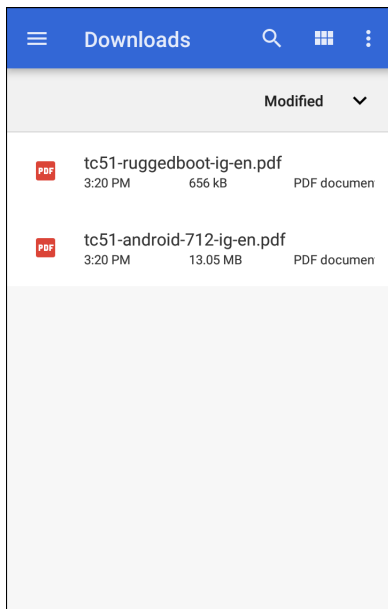 Downloads
Modified
PDF
tc51-ruggedboot-ig-en.pdf
3:20 PM 656 kB PDF documen
PDF
tc51-android-712-ig-en.pdf
3:20 PM 13.05 MB PDF documen